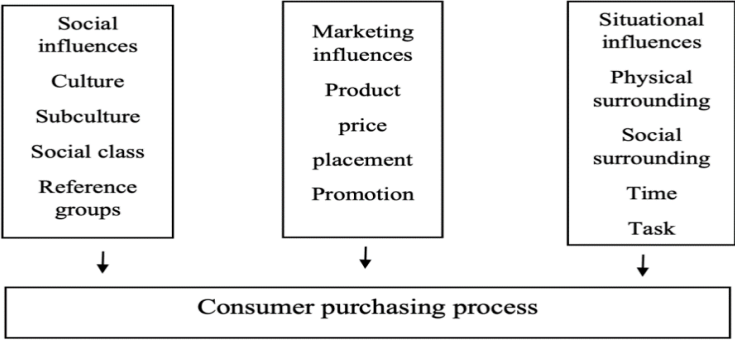 Social
influences
Culture
Subculture
Social class
Reference
groups
Marketing
influences
Product
price
placement
Promotion
Situational
influences
Physical
surrounding
Social
surrounding
Time
Task
Consumer purchasing process